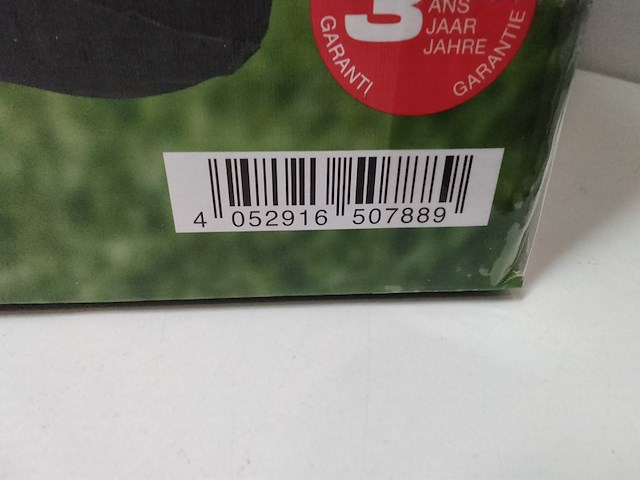 3
ANS
JAAR
JAHRE
GARANTI
GARANTIE
4 052916 507889